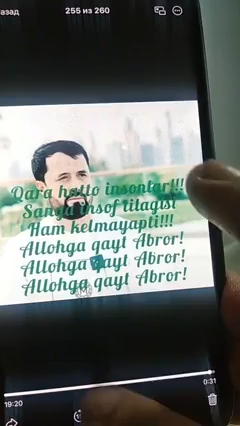 азад
255 из 260
Qara hatto insonlar!!!
Sanga insof tilagisi
Ham kelmayapti!!!
Allohga qayt Abror!
Allohga qayt Abror!
Allohga qayt Abror!
19:20
0:31